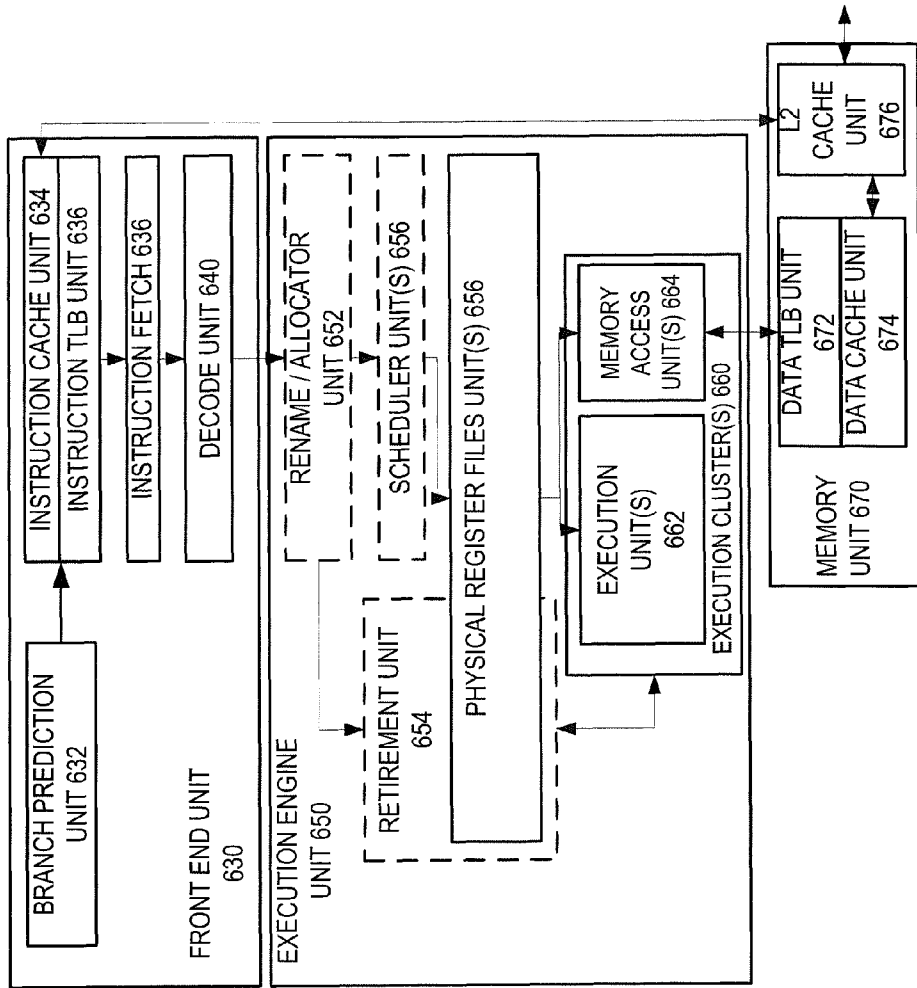 BRANCH PREDICTION
UNIT 632
INSTRUCTION CACHE UNIT 634
INSTRUCTION TLB UNIT 636
INSTRUCTION FETCH 636
DECODE UNIT 640
FRONT END UNIT
630
EXECUTION ENGINE
UNIT 650
RENAME / ALLOCATOR
UNIT 652
SCHEDULER UNIT(S) 656
RETIREMENT UNIT
654
PHYSICAL REGISTER FILES UNIT(S) 656
EXECUTION
UNIT(S)
662
MEMORY
ACCESS
UNIT(S) 664
EXECUTION CLUSTER(S) 660
MEMORY
UNIT 670
DATA TLB UNIT
672
DATA CACHE UNIT
674
L2
CACHE
UNIT
676